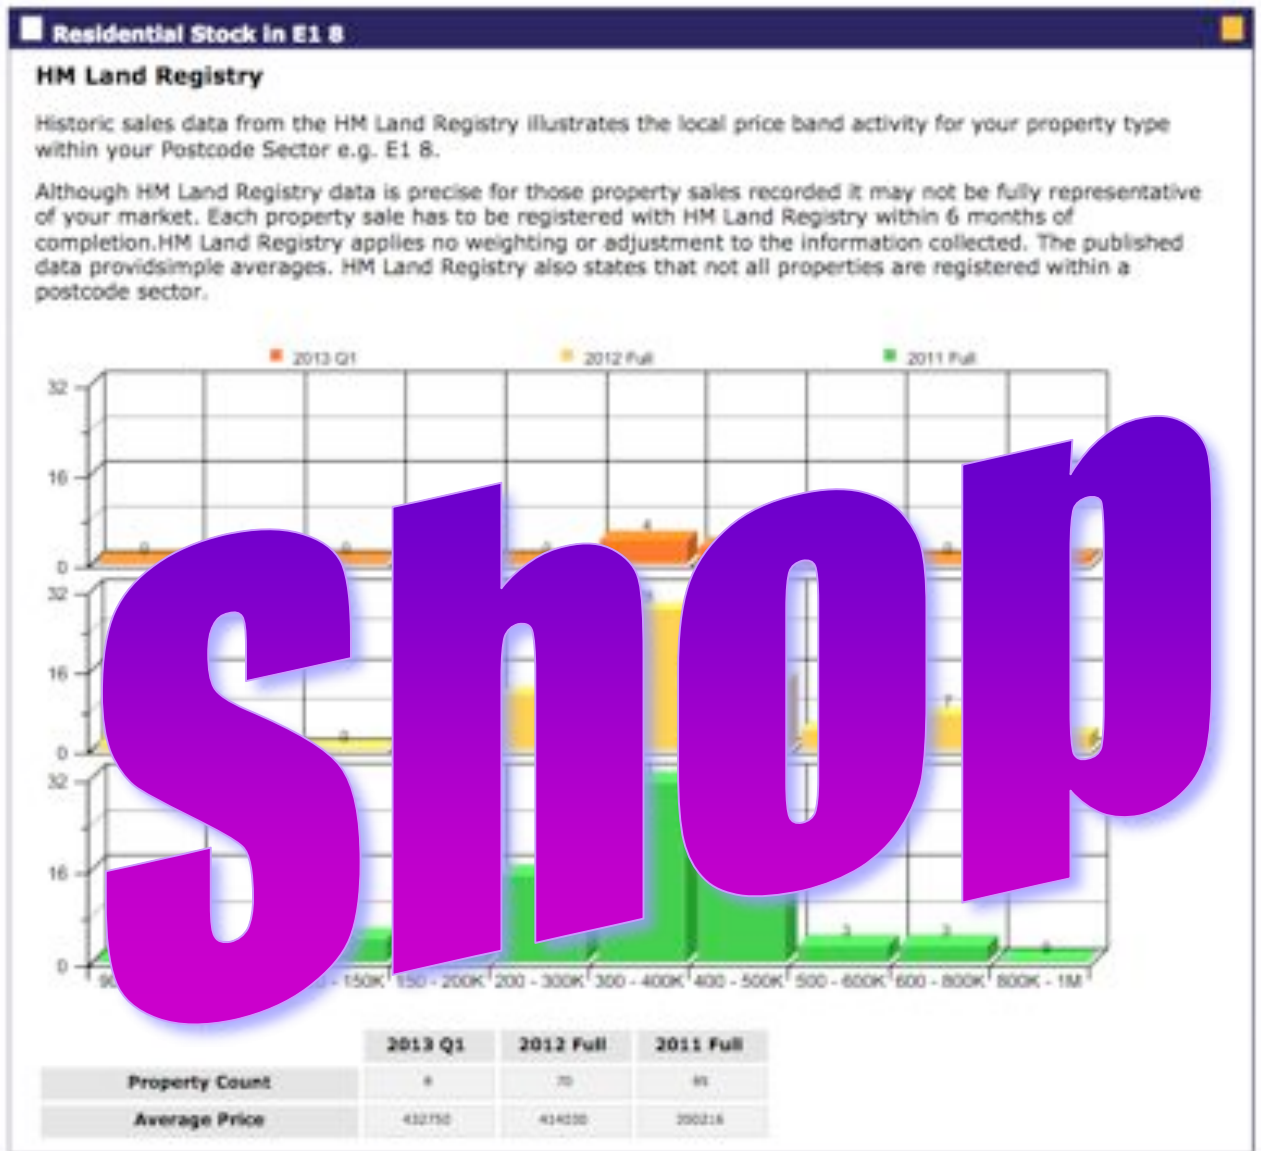 Residential Stock in E1 8
HM Land Registry
Historic sales data from the HM Land Registry illustrates the local price band activity for your property type
within your Postcode Sector e.g. E1 8.
Although HM Land Registry data is precise for those property sales recorded it may not be fully representative
of your market. Each property sale has to be registered with HM Land Registry within 6 months of
completion.HM Land Registry applies no weighting or adjustment to the information collected. The published
data providsimple averages. HM Land Registry also states that not all properties are registered within a
postcode sector.
2013 Q1 2012 Full 2011 Full
32
16
4
0
32
16
7
0
32
16
3 3
0
150K 150 - 200K 200 - 300K 300 - 400K 400 - 500K 500 - 600K 600 - 800K 800K - 1M
shop
2013 Q1 2012 Full 2011 Full
Property Count 70
Average Price 432750